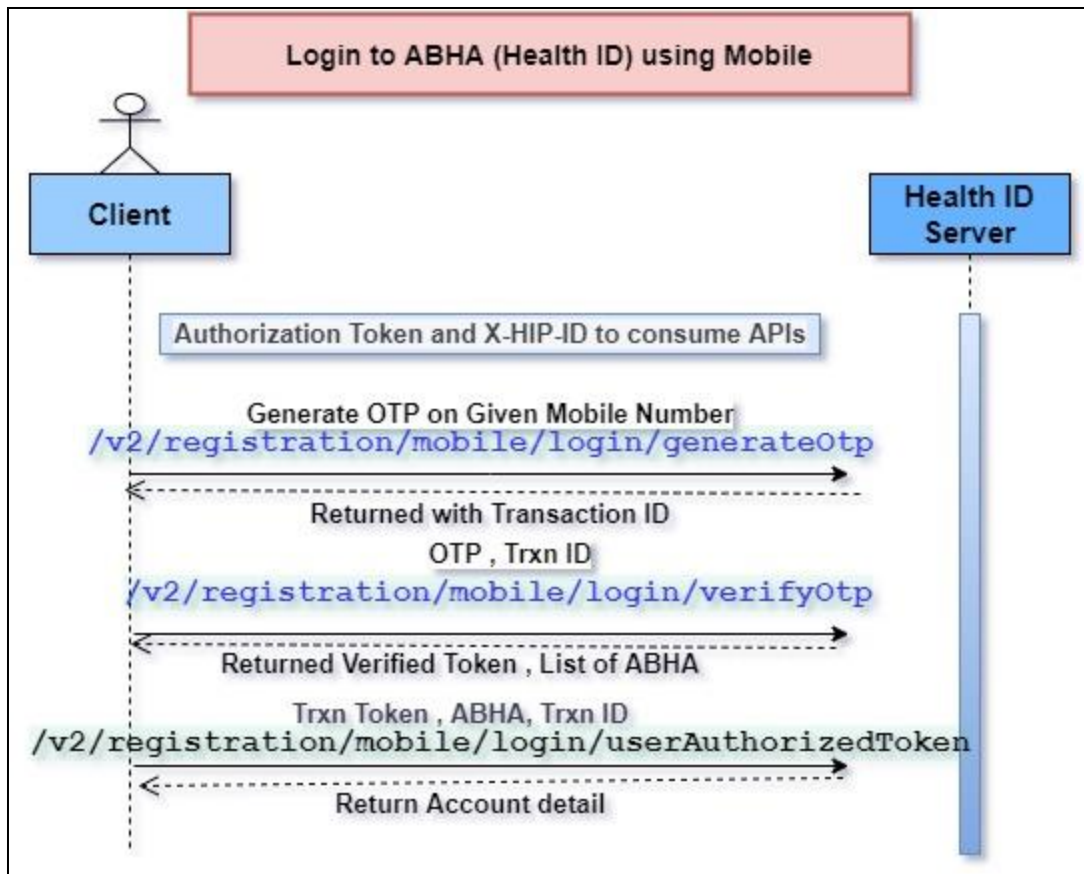 Login to ABHA (Health ID) using Mobile
Client
Health ID
Server
Authorization Token and X-HIP-ID to consume APIs
Generate OTP on Given Mobile Number
/v2/registration/mobile/login/generateOtp
Returned with Transaction ID
OTP , Trxn ID
/v2/registration/mobile/login/verifyOtp
Returned Verified Token , List of ABHA
Trxn Token , ABHA, Trxn ID
/v2/registration/mobile/login/userAuthorizedToken
Return Account detail